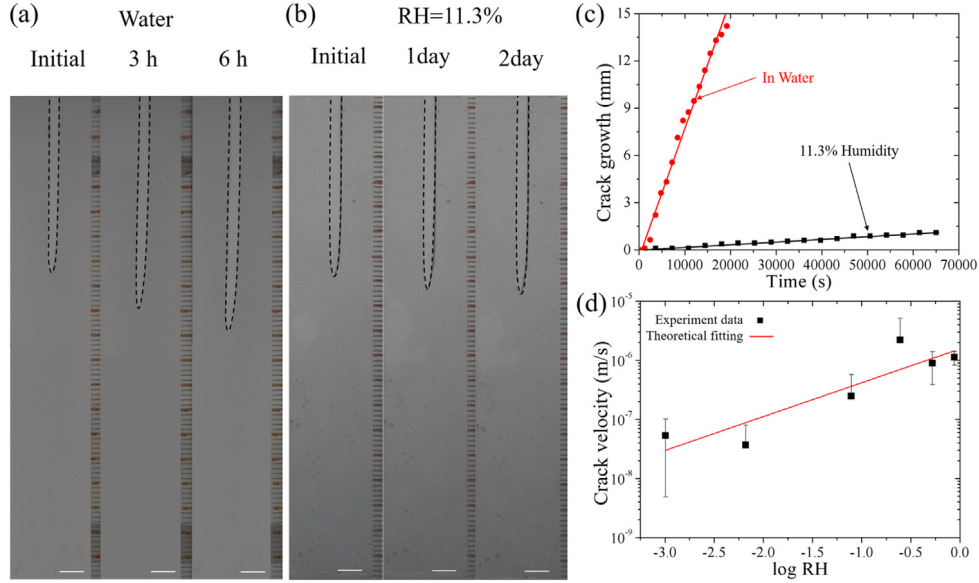 (a)
Water
Initial 3 h 6 h
(b)
RH=11.3%
Initial 1day 2day
(c)
15
12
9
6
3
0
Crack growth (mm)
In Water
11.3% Humidity
0 10000 20000 30000 40000 50000 60000 70000
Time (s)
(d)
10-5
10-6
10-7
10-8
10-9
Crack velocity (m/s)
Experiment data
Theoretical fitting
-3.0 -2.5 -2.0 -1.5 -1.0 -0.5 0.0
log RH